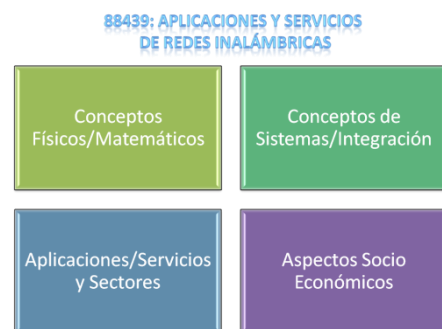 88439: APLICACIONES Y SERVICIOS
DE REDES INALÁMBRICAS
Conceptos
Físicos/Matemáticos
Conceptos de
Sistemas/Integración
Aplicaciones/Servicios
y Sectores
Aspectos Socio
Económicos